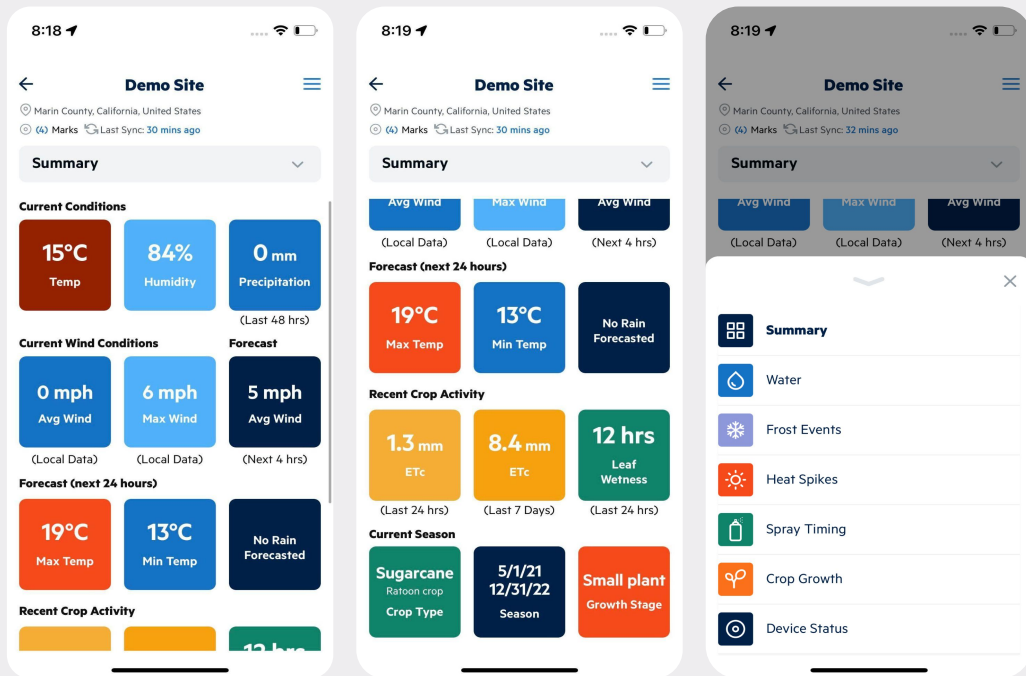 8:18
Demo Site
Marin County, California, United States
(4) Marks Last Sync: 30 mins ago
Summary
Current Conditions
15°C 84% 0 mm
Temp Humidity Precipitation
(Last 48 hrs)
Current Wind Conditions Forecast
0 mph 6 mph 5 mph
Avg Wind Max Wind Avg Wind
(Local Data) (Local Data) (Next 4 hrs)
Forecast (next 24 hours)
19°C 13°C No Rain
Max Temp Min Temp Forecasted
Recent Crop Activity
12 hrs
8:19
Demo Site
Marin County, California, United States
(4) Marks Last Sync: 30 mins ago
Summary
Avg Wind Max Wind Avg Wind
(Local Data) (Local Data) (Next 4 hrs)
Forecast (next 24 hours)
19°C 13°C No Rain
Max Temp Min Temp Forecasted
Recent Crop Activity
1.3 mm 8.4 mm 12 hrs
ETc ETc Leaf
Wetness
(Last 24 hrs) (Last 7 Days) (Last 24 hrs)
Current Season
Sugarcane 5/1/21 Small plant
Ratoon crop 12/31/22 Growth Stage
Crop Type Season
8:19
Demo Site
Marin County, California, United States
(4) Marks Last Sync: 32 mins ago
Summary
Avg Wind Max Wind Avg Wind
(Local Data) (Local Data) (Next 4 hrs)
Summary
Water
Frost Events
Heat Spikes
Spray Timing
Crop Growth
Device Status